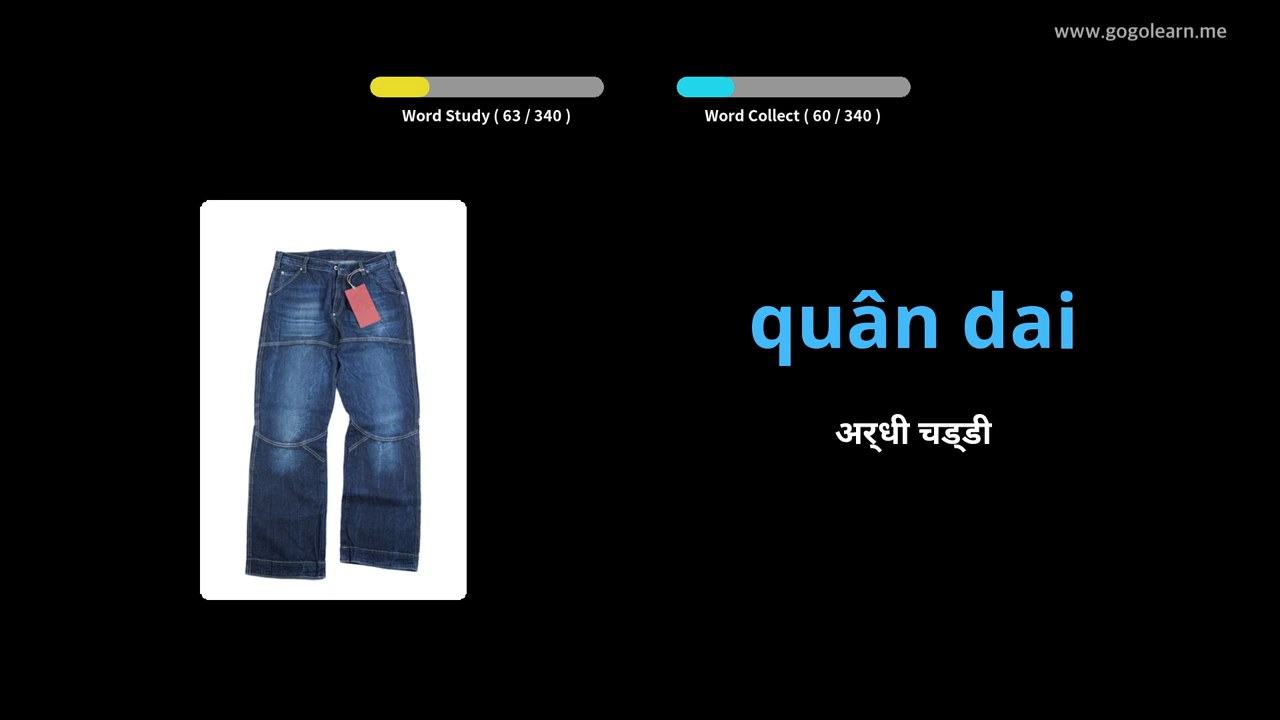 www.gogolearn.me
Word Study ( 63 / 340 )
Word Collect ( 60 / 340 )
quân dai
अर्‌धी चड्‌डी